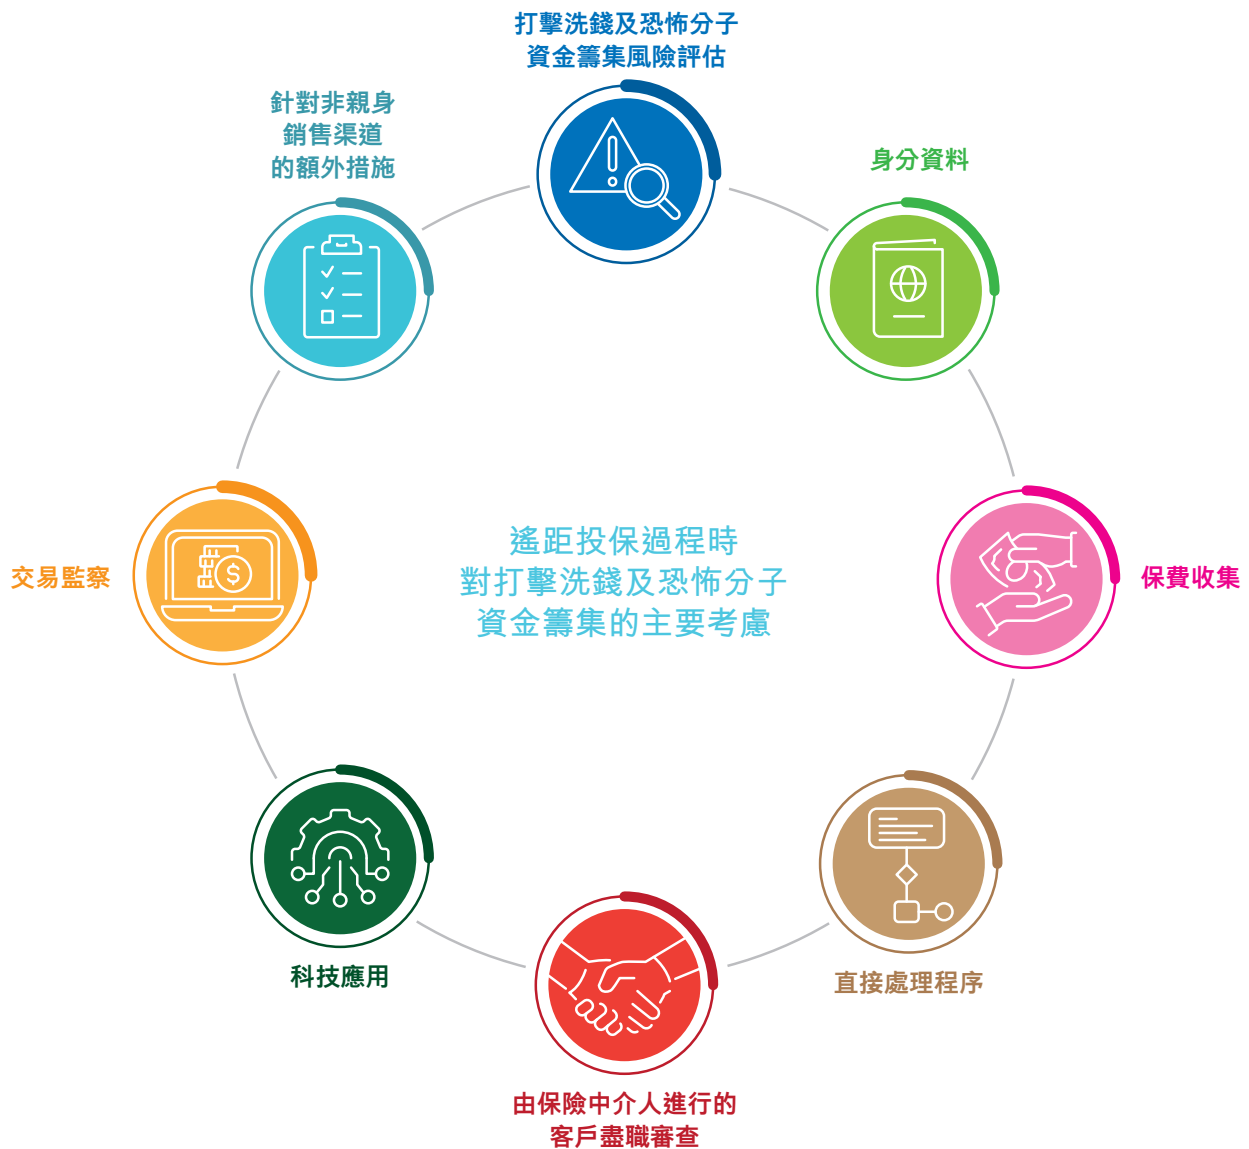 打擊洗錢及恐怖分子
資金籌集風險評估
針對非親身
銷售渠道
的額外措施
身分資料
遙距投保過程時
對打擊洗錢及恐怖分子
資金籌集的主要考慮
交易監察
保費收集
科技應用
直接處理程序
由保險中介人進行的
客戶盡職審查